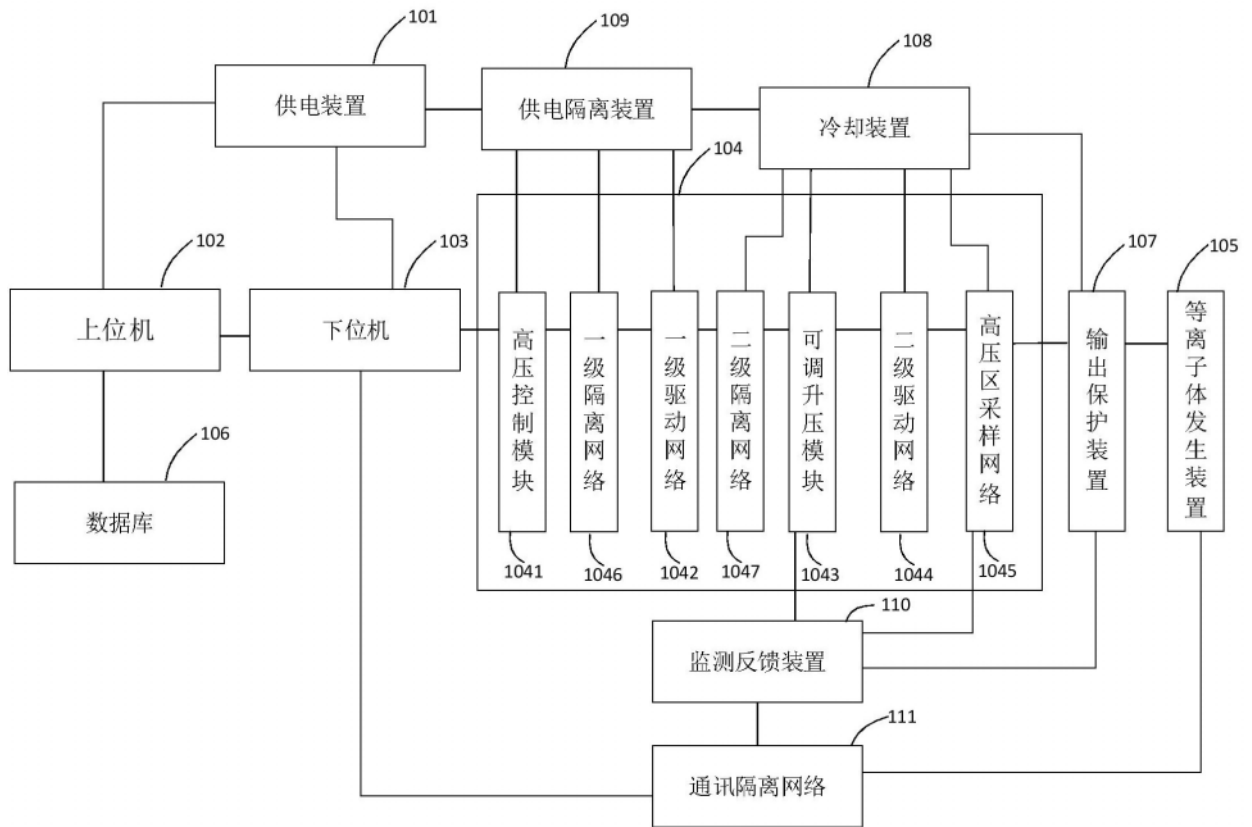 101
109
108
供电装置
供电隔离装置
冷却装置
104
102
103
107
105
上位机
下位机
高压控制模块
一级隔离网络
一级驱动网络
二级隔离网络
可调升压模块
二级驱动网络
高压区采样网络
输出保护装置
等离子体发生装置
106
数据库
1041
1046
1042
1047
1043
1044
1045
110
监测反馈装置
111
通讯隔离网络